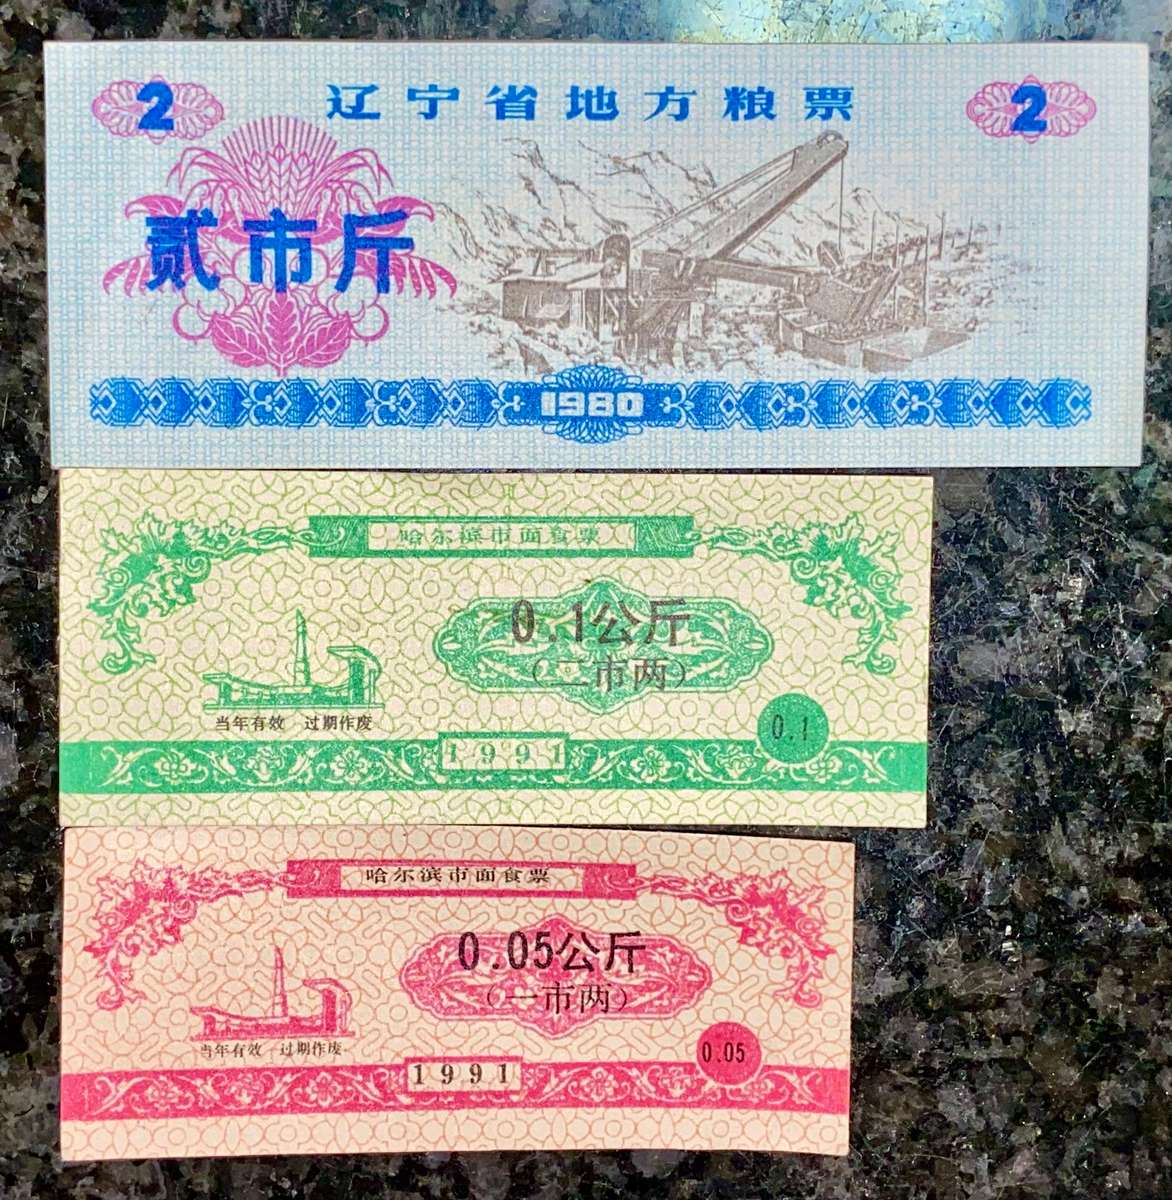 2 辽宁省地方粮票 2
贰市斤
1980
哈尔滨市面食票
0.1公斤
(二市两)
当年有效 过期作废
0.1
1991
哈尔滨市面食票
0.05公斤
(一市两)
当年有效 过期作废
0.05
1991